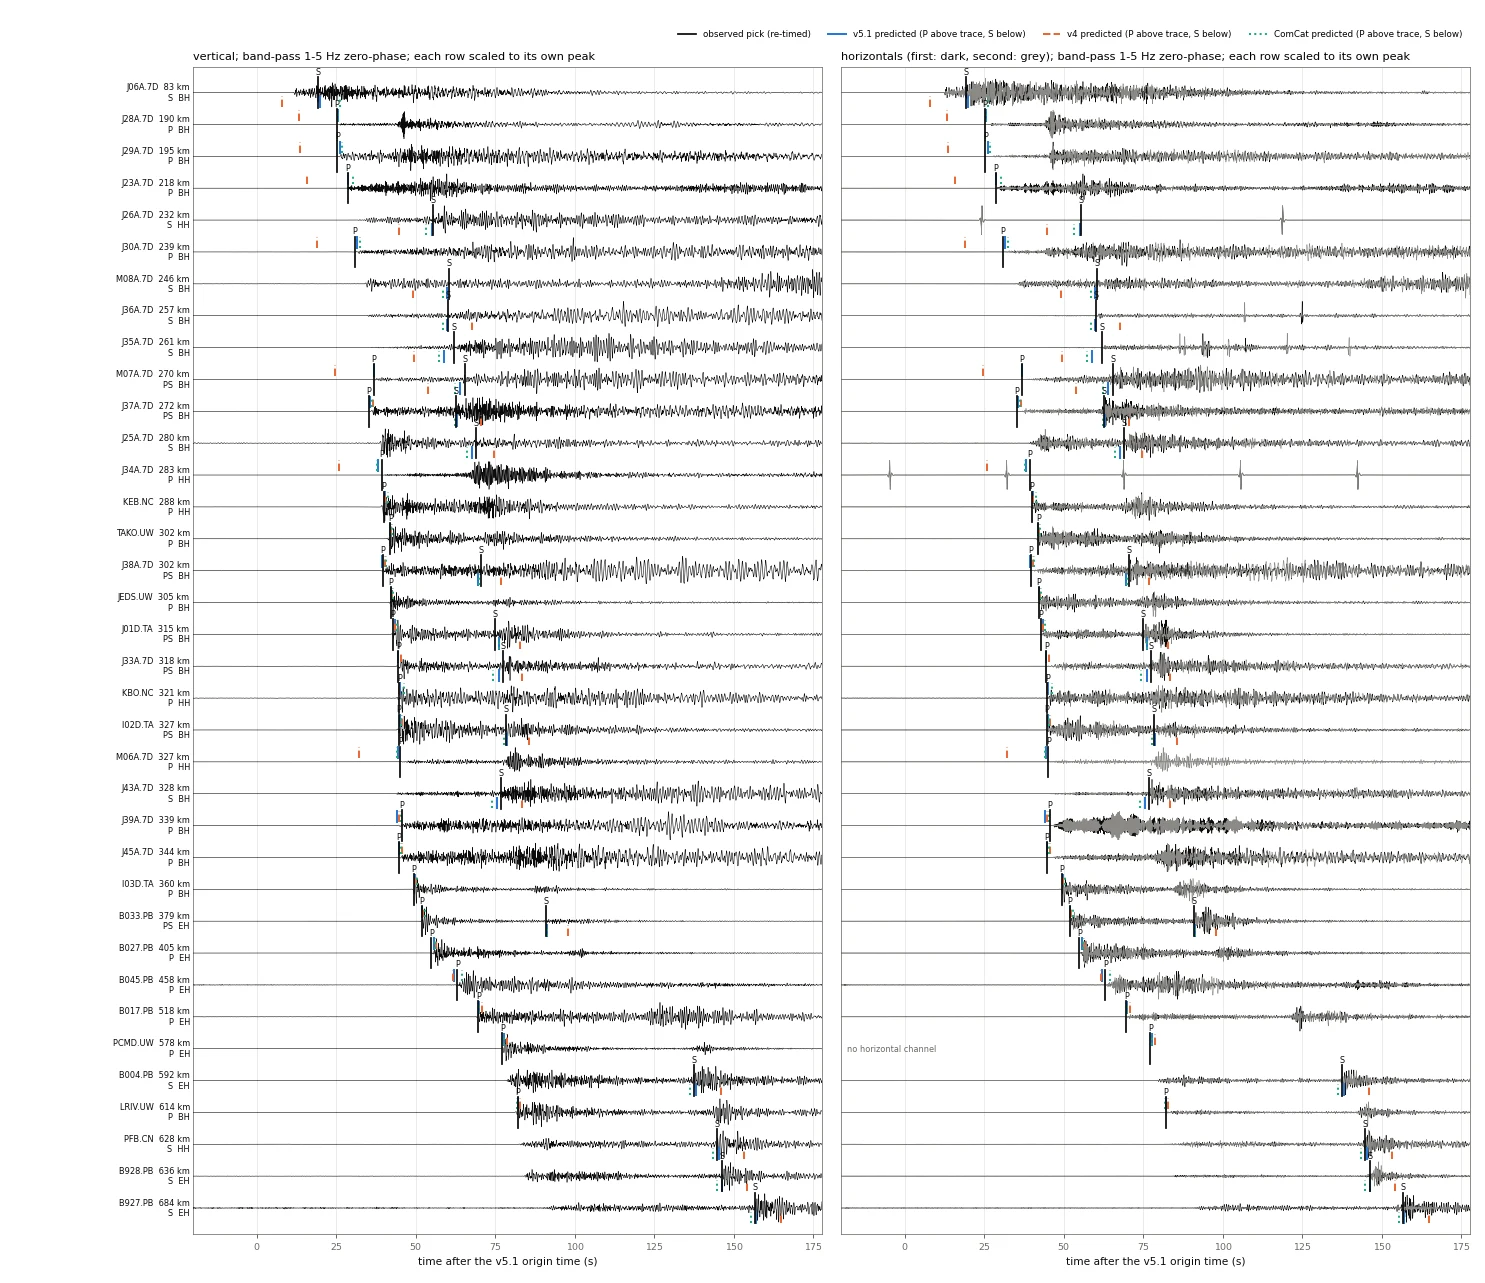 observed pick (re-timed)
v5.1 predicted (P above trace, S below)
v4 predicted (P above trace, S below)
ComCat predicted (P above trace, S below)
vertical; band-pass 1-5 Hz zero-phase; each row scaled to its own peak
horizontals (first: dark, second: grey); band-pass 1-5 Hz zero-phase; each row scaled to its own peak
J06A.7D 83 km
S BH
J28A.7D 190 km
P BH
J29A.7D 195 km
P BH
J23A.7D 218 km
P BH
J26A.7D 232 km
S HH
J30A.7D 239 km
P BH
M08A.7D 246 km
S BH
J36A.7D 257 km
S BH
J35A.7D 261 km
S BH
M07A.7D 270 km
PS BH
J37A.7D 272 km
PS BH
J25A.7D 280 km
S BH
J34A.7D 283 km
P HH
KEB.NC 288 km
P HH
TAKO.UW 302 km
P BH
J38A.7D 302 km
PS BH
JEDS.UW 305 km
P BH
J01D.TA 315 km
PS BH
J33A.7D 318 km
PS BH
KBO.NC 321 km
P HH
I02D.TA 327 km
PS BH
M06A.7D 327 km
P HH
J43A.7D 328 km
S BH
J39A.7D 339 km
P BH
J45A.7D 344 km
P BH
I03D.TA 360 km
P BH
B033.PB 379 km
PS EH
B027.PB 405 km
P EH
B045.PB 458 km
P EH
B017.PB 518 km
P EH
PCMD.UW 578 km
P EH
no horizontal channel
B004.PB 592 km
S EH
LRIV.UW 614 km
P BH
PFB.CN 628 km
S HH
B928.PB 636 km
S EH
B927.PB 684 km
S EH
0 25 50 75 100 125 150 175
0 25 50 75 100 125 150 175
time after the v5.1 origin time (s)
time after the v5.1 origin time (s)